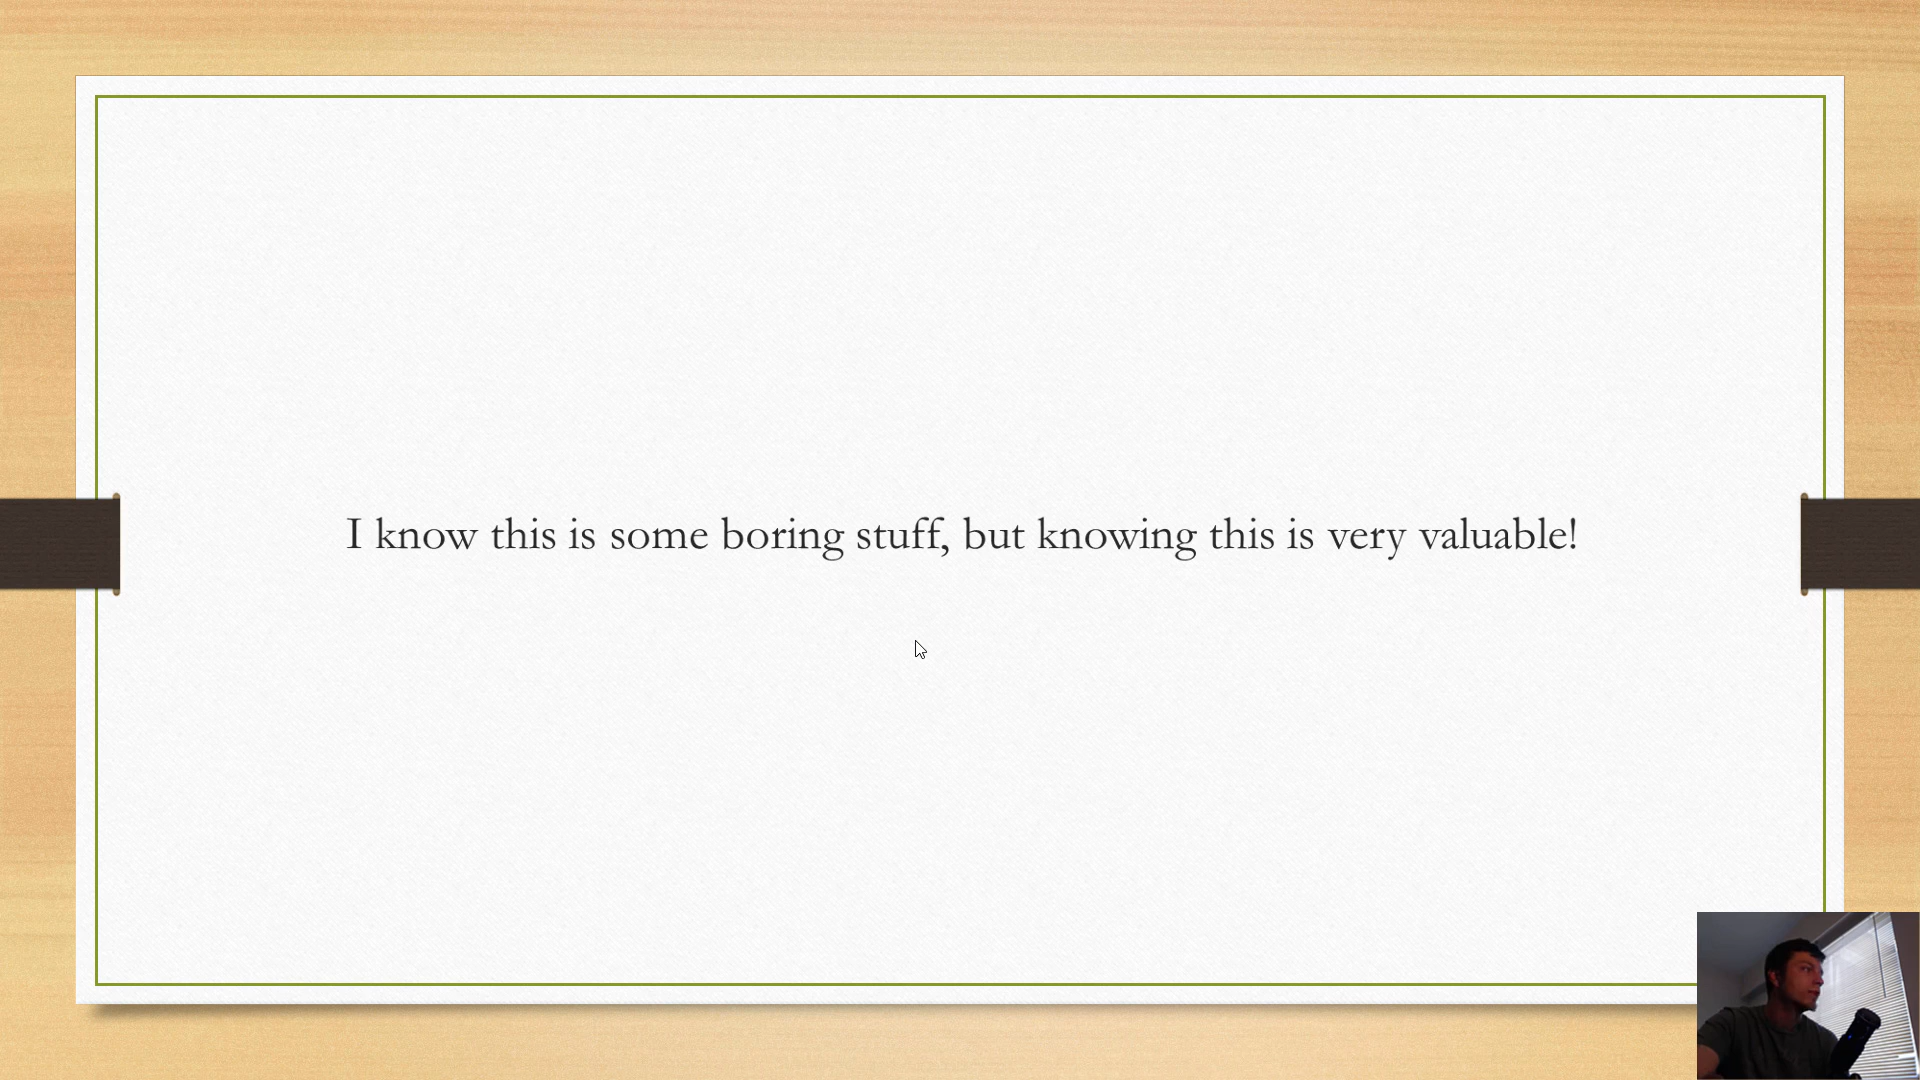 I know this is some boring stuff, but knowing this is very valuable!